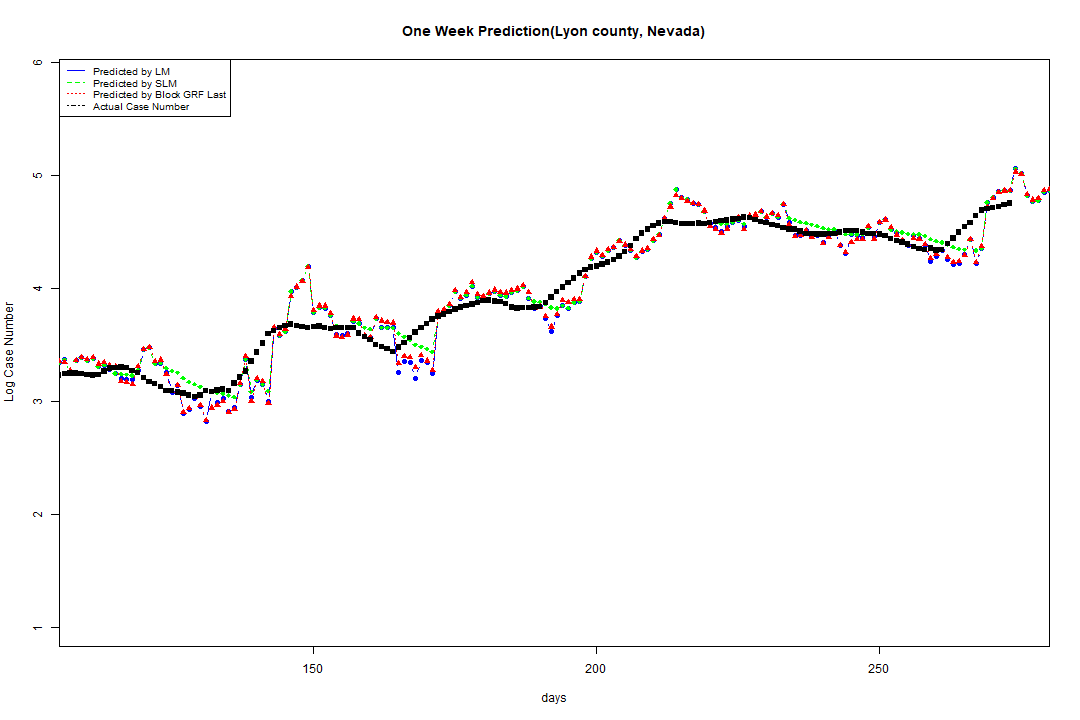 One Week Prediction(Lyon county, Nevada)
Predicted by LM
Predicted by SLM
Predicted by Block GRF Last
Actual Case Number
6
5
4
3
2
1
Log Case Number
150
200
250
days